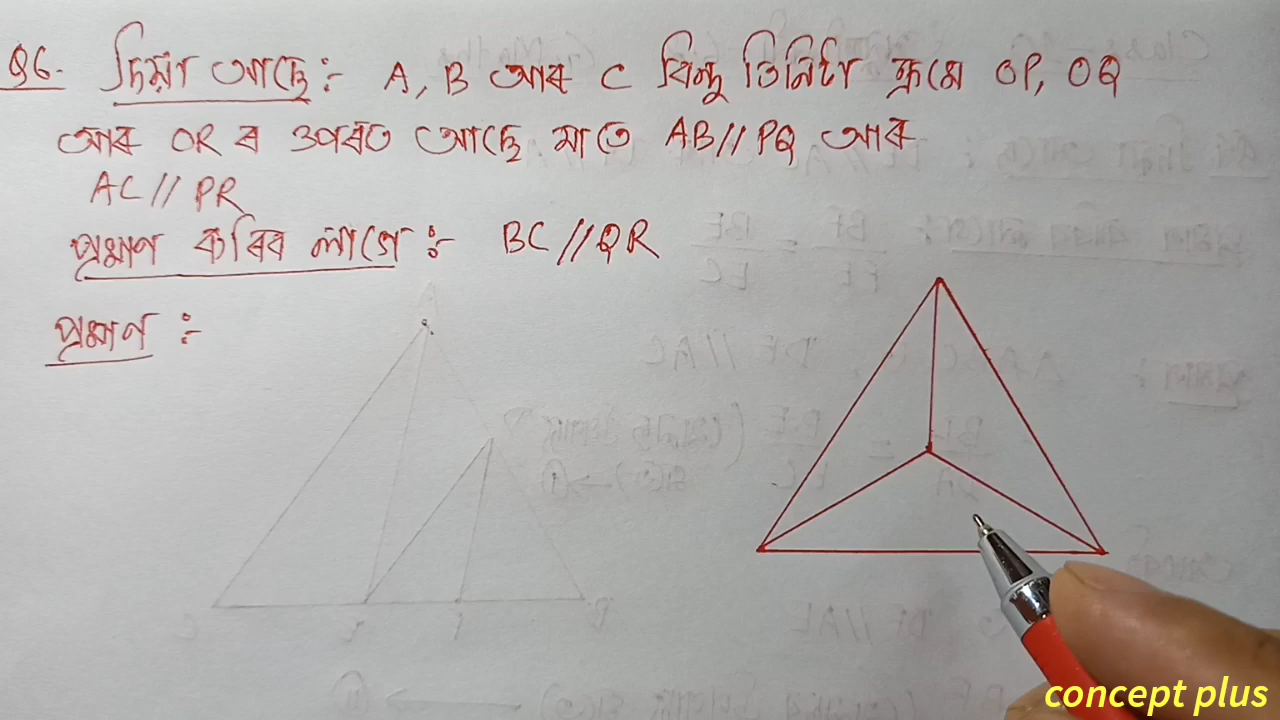 Q6. দিয়া আছে :- A, B আৰু C বিন্দু তিনিটা ক্ৰমে OP, OQ
আৰু OR ৰ ওপৰত আছে যাতে AB // PQ আৰু
AC // PR
প্ৰমাণ কৰিব লাগে :- BC // QR
প্ৰমাণ :-
concept plus